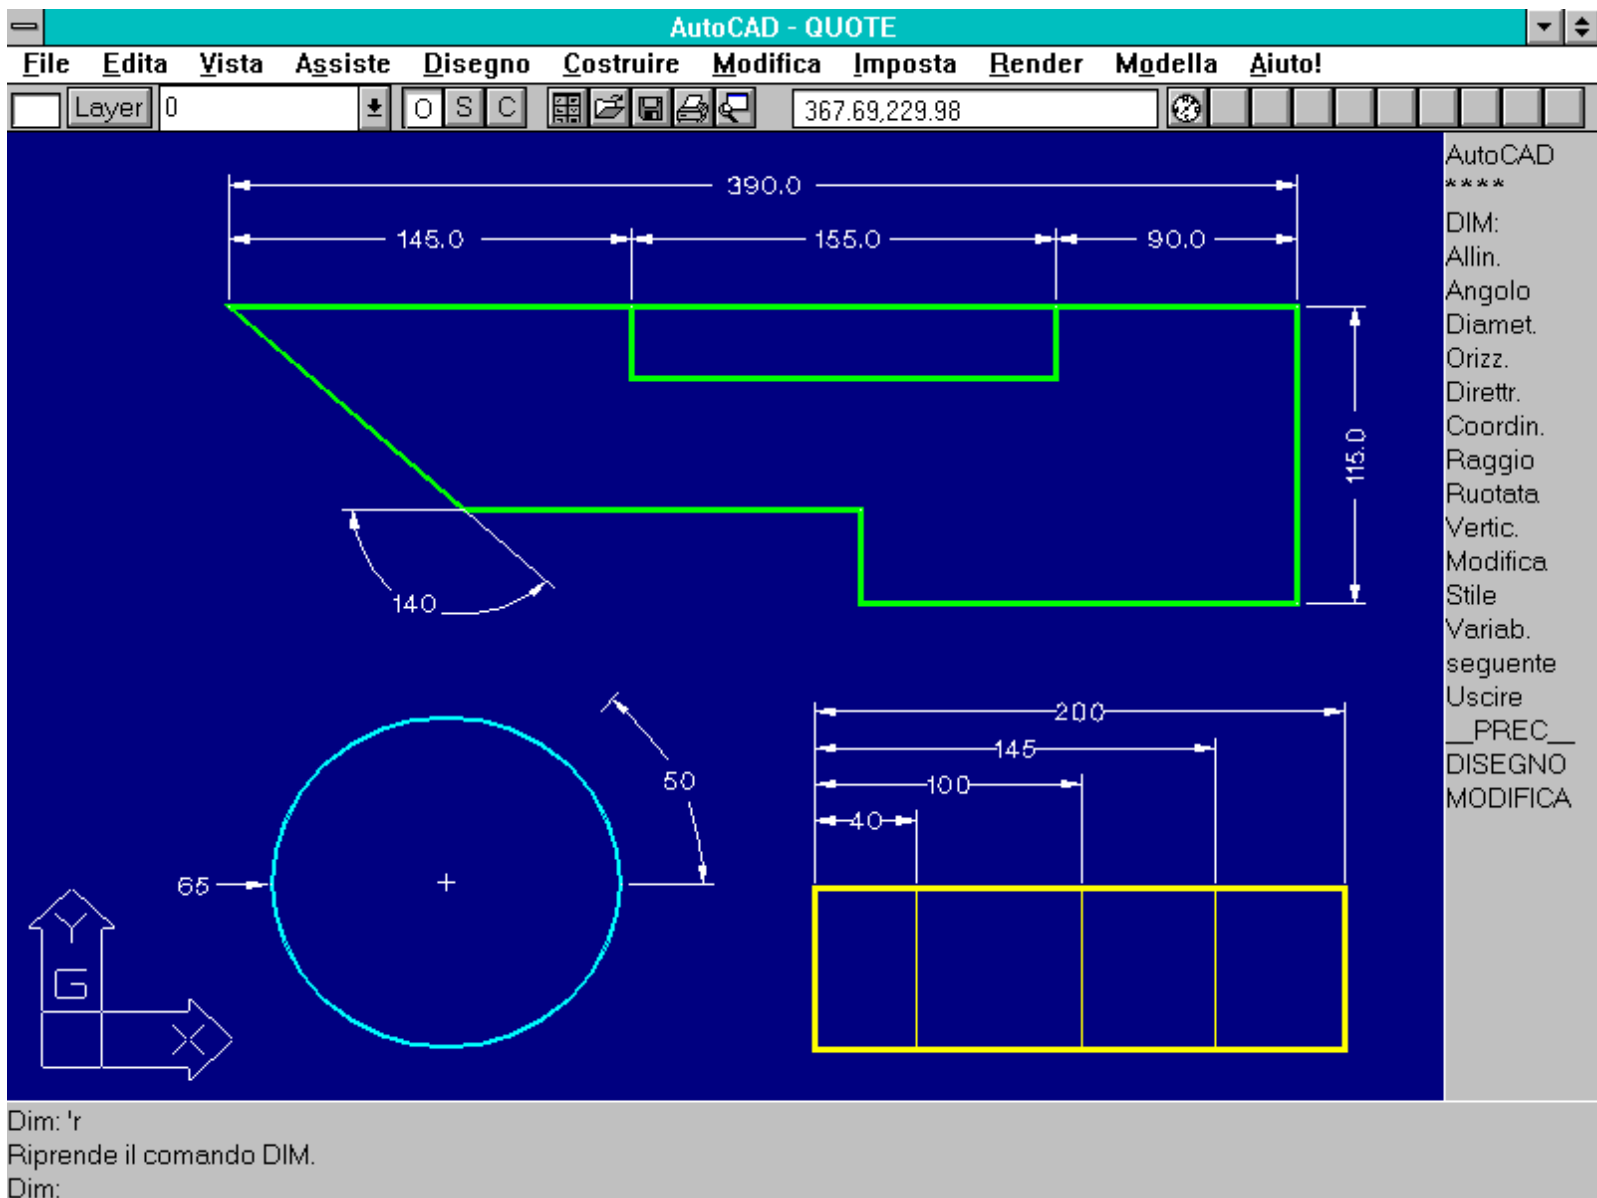 AutoCAD - QUOTE
File Edita Vista Assiste Disegno Costruire Modifica Imposta Render Modella Aiuto!
Layer 0 O S C 367.69,229.98
390.0
145.0 155.0 90.0
115.0
140
50
65
200
145
100
40
Y
G
X
AutoCAD
****
DIM:
Allin.
Angolo
Diamet.
Orizz.
Direttr.
Coordin.
Raggio
Ruotata
Vertic.
Modifica
Stile
Variab.
seguente
Uscire
__PREC__
DISEGNO
MODIFICA
Dim: 'r
Riprende il comando DIM.
Dim: